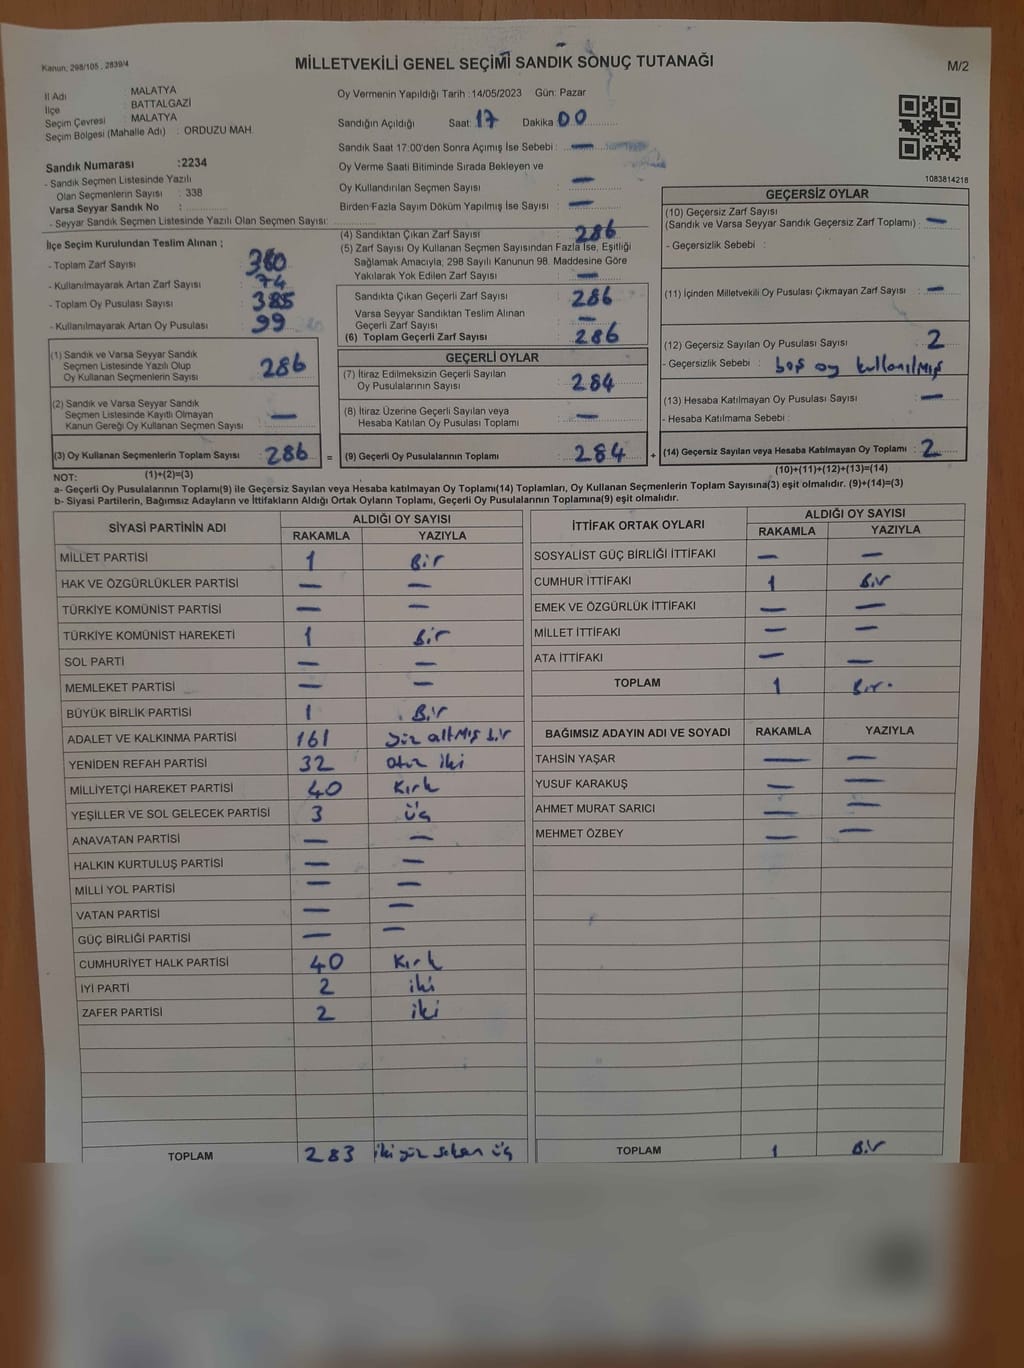 Kanun, 298/105 , 2839/4
MİLLETVEKİLİ GENEL SEÇİMİ SANDIK SONUÇ TUTANAĞI
M/2
İl Adı MALATYA
İlçe BATTALGAZİ
Seçim Çevresi : MALATYA
Seçim Bölgesi (Mahalle Adı) : ORDUZU MAH.
Sandık Numarası :2234
- Sandık Seçmen Listesinde Yazılı
Olan Seçmenlerin Sayısı : 338
Varsa Seyyar Sandık No :
- Seyyar Sandık Seçmen Listesinde Yazılı Olan Seçmen Sayısı:
Oy Vermenin Yapıldığı Tarih :14/05/2023 Gün: Pazar
Sandığın Açıldığı Saat: 17 Dakika 00
Sandık Saat 17:00'den Sonra Açımış İse Sebebi : —
Oy Verme Saati Bitiminde Sırada Bekleyen ve
Oy Kullandırılan Seçmen Sayısı : —
Birden Fazla Sayım Döküm Yapılmış İse Sayısı : —
1083814218
İlçe Seçim Kurulundan Teslim Alınan ;
- Toplam Zarf Sayısı 360
- Kullanılmayarak Artan Zarf Sayısı : 74
- Toplam Oy Pusulası Sayısı 385
- Kullanılmayarak Artan Oy Pusulası 99
(1) Sandık ve Varsa Seyyar Sandık
Seçmen Listesinde Yazılı Olup
Oy Kullanan Seçmenlerin Sayısı : 286
(2) Sandık ve Varsa Seyyar Sandık
Seçmen Listesinde Kayıtlı Olmayan
Kanun Gereği Oy Kullanan Seçmen Sayısı : —
(3) Oy Kullanan Seçmenlerin Toplam Sayısı : 286 =
(4) Sandıktan Çıkan Zarf Sayısı : 286
(5) Zarf Sayısı Oy Kullanan Seçmen Sayısından Fazla İse, Eşitliği
Sağlamak Amacıyla; 298 Sayılı Kanunun 98. Maddesine Göre
Yakılarak Yok Edilen Zarf Sayısı : —
Sandıkta Çıkan Geçerli Zarf Sayısı : 286
Varsa Seyyar Sandıktan Teslim Alınan
Geçerli Zarf Sayısı : —
(6) Toplam Geçerli Zarf Sayısı : 286
GEÇERLİ OYLAR
(7) İtiraz Edilmeksizin Geçerli Sayılan
Oy Pusulalarının Sayısı : 284
(8) İtiraz Üzerine Geçerli Sayılan veya
Hesaba Katılan Oy Pusulası Toplamı : —
(9) Geçerli Oy Pusulalarının Toplamı : 284 +
GEÇERSİZ OYLAR
(10) Geçersiz Zarf Sayısı
(Sandık ve Varsa Seyyar Sandık Geçersiz Zarf Toplamı) : —
- Geçersizlik Sebebi :
(11) İçinden Milletvekili Oy Pusulası Çıkmayan Zarf Sayısı : —
(12) Geçersiz Sayılan Oy Pusulası Sayısı : 2
- Geçersizlik Sebebi : boş oy kullanılmış
(13) Hesaba Katılmayan Oy Pusulası Sayısı : —
- Hesaba Katılmama Sebebi :
(14) Geçersiz Sayılan veya Hesaba Katılmayan Oy Toplamı : 2
NOT: (1)+(2)=(3) (10)+(11)+(12)+(13)=(14)
a- Geçerli Oy Pusulalarının Toplamı(9) ile Geçersiz Sayılan veya Hesaba katılmayan Oy Toplamı(14) Toplamları, Oy Kullanan Seçmenlerin Toplam Sayısına(3) eşit olmalıdır. (9)+(14)=(3)
b- Siyasi Partilerin, Bağımsız Adayların ve İttifakların Aldığı Ortak Oyların Toplamı, Geçerli Oy Pusulalarının Toplamına(9) eşit olmalıdır.
SİYASİ PARTİNİN ADI ALDIĞI OY SAYISI
RAKAMLA YAZIYLA
MİLLET PARTİSİ 1 Bir
HAK VE ÖZGÜRLÜKLER PARTİSİ — —
TÜRKİYE KOMÜNİST PARTİSİ — —
TÜRKİYE KOMÜNİST HAREKETİ 1 Bir
SOL PARTİ — —
MEMLEKET PARTİSİ — —
BÜYÜK BİRLİK PARTİSİ 1 Bir
ADALET VE KALKINMA PARTİSİ 161 yüz altmış bir
YENİDEN REFAH PARTİSİ 32 otuz iki
MİLLİYETÇİ HAREKET PARTİSİ 40 Kırk
YEŞİLLER VE SOL GELECEK PARTİSİ 3 üç
ANAVATAN PARTİSİ — —
HALKIN KURTULUŞ PARTİSİ — —
MİLLİ YOL PARTİSİ — —
VATAN PARTİSİ — —
GÜÇ BİRLİĞİ PARTİSİ — —
CUMHURİYET HALK PARTİSİ 40 Kırk
İYİ PARTİ 2 iki
ZAFER PARTİSİ 2 iki
TOPLAM 283 iki yüz seksen üç
İTTİFAK ORTAK OYLARI ALDIĞI OY SAYISI
RAKAMLA YAZIYLA
SOSYALİST GÜÇ BİRLİĞİ İTTİFAKI — —
CUMHUR İTTİFAKI 1 Bir
EMEK VE ÖZGÜRLÜK İTTİFAKI — —
MİLLET İTTİFAKI — —
ATA İTTİFAKI — —
TOPLAM 1 Bir.
BAĞIMSIZ ADAYIN ADI VE SOYADI RAKAMLA YAZIYLA
TAHSİN YAŞAR — —
YUSUF KARAKUŞ — —
AHMET MURAT SARICI — —
MEHMET ÖZBEY — —
TOPLAM 1 Bir